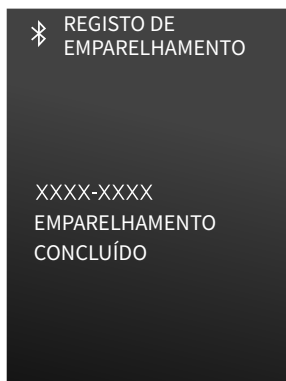 REGISTO DE
EMPARELHAMENTO
XXXX-XXXX
EMPARELHAMENTO
CONCLUÍDO